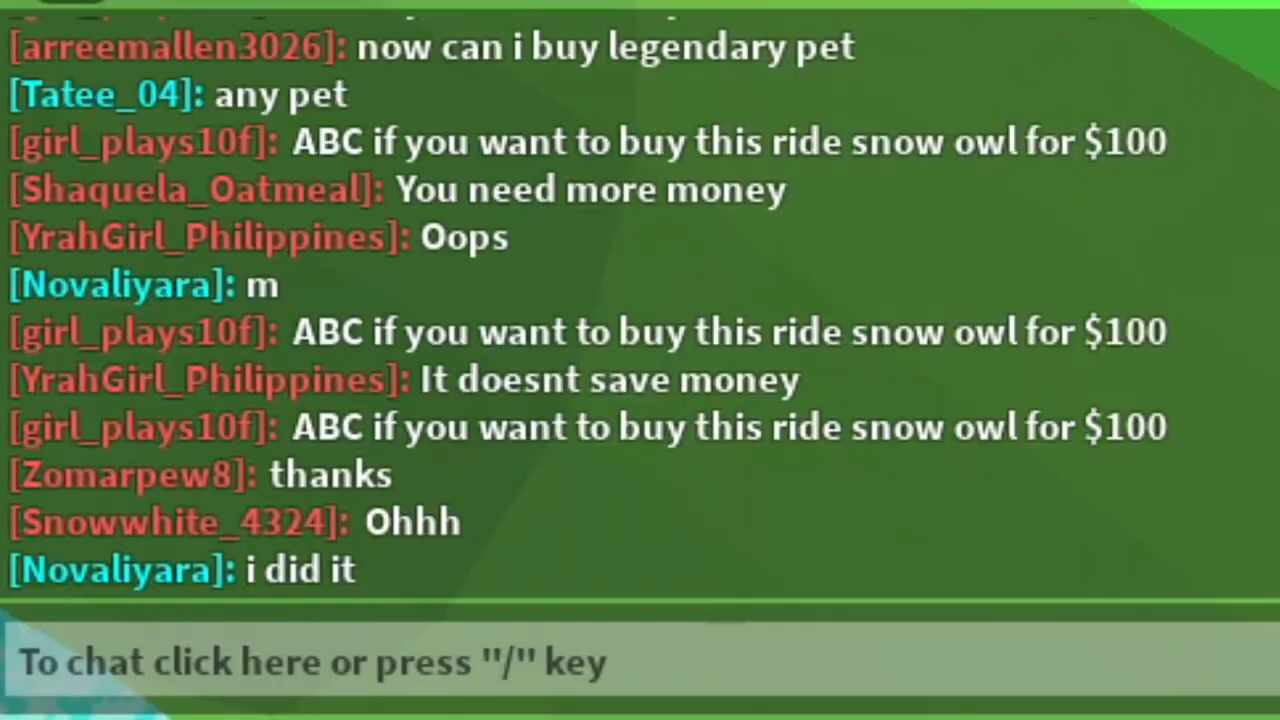 [arreemallen3026]: now can i buy legendary pet
[Tatee_04]: any pet
[girl_plays10f]: ABC if you want to buy this ride snow owl for $100
[Shaquela_Oatmeal]: You need more money
[YrahGirl_Philippines]: Oops
[Novaliyara]: m
[girl_plays10f]: ABC if you want to buy this ride snow owl for $100
[YrahGirl_Philippines]: It doesnt save money
[girl_plays10f]: ABC if you want to buy this ride snow owl for $100
[Zomarpew8]: thanks
[Snowwhite_4324]: Ohhh
[Novaliyara]: i did it
To chat click here or press "/" key